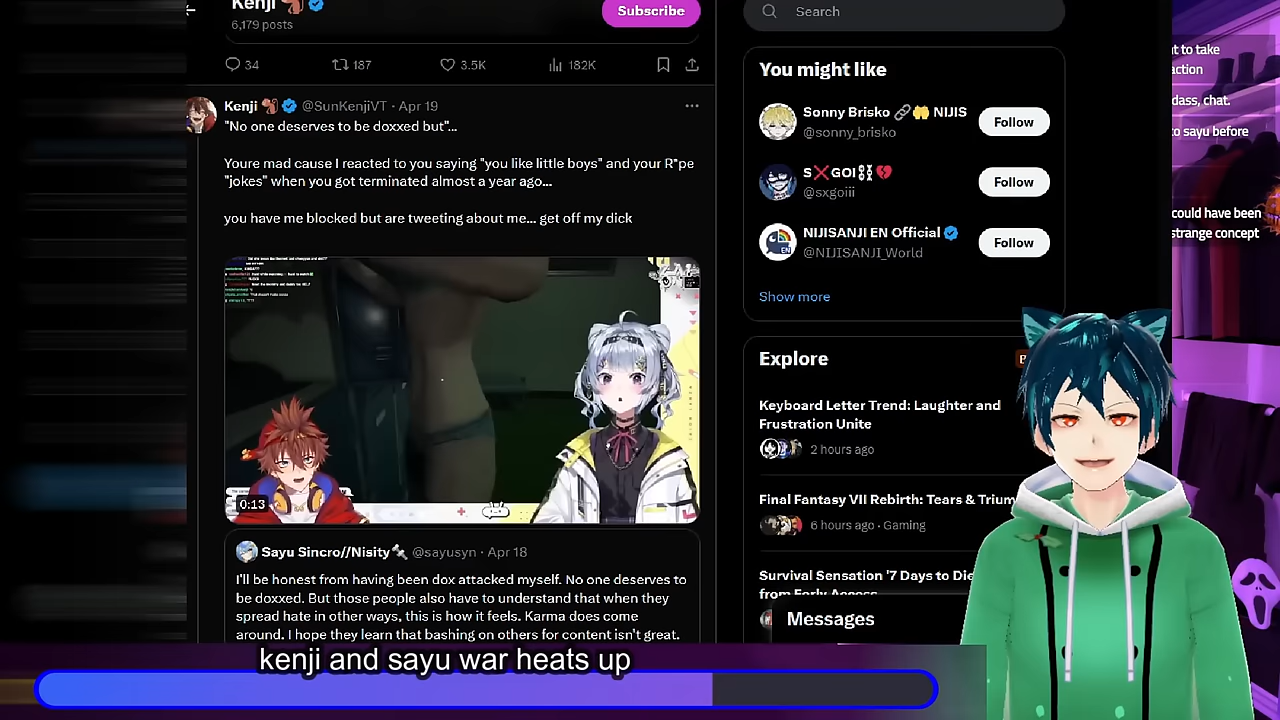 Kenji
6,179 posts
Subscribe
Search
34
187
3.5K
182K
Kenji @SunKenjiVT · Apr 19
"No one deserves to be doxxed but"...
Youre mad cause I reacted to you saying "you like little boys" and your R*pe
"jokes" when you got terminated almost a year ago...
you have me blocked but are tweeting about me... get off my dick
0:13
Sayu Sincro//Nisity @sayusyn · Apr 18
I'll be honest from having been dox attacked myself. No one deserves to
be doxxed. But those people also have to understand that when they
spread hate in other ways, this is how it feels. Karma does come
around. I hope they learn that bashing on others for content isn't great.
You might like
Sonny Brisko NIJIS
@sonny_brisko
Follow
S❌GOI
@sxgoiii
Follow
NIJISANJI EN Official
@NIJISANJI_World
Follow
Show more
Explore
Keyboard Letter Trend: Laughter and
Frustration Unite
2 hours ago
Final Fantasy VII Rebirth: Tears & Trium
6 hours ago · Gaming
Survival Sensation '7 Days to Die
from Early Access
Messages
t to take
action
dass, chat.
to sayu before
could have been
strange concept
kenji and sayu war heats up